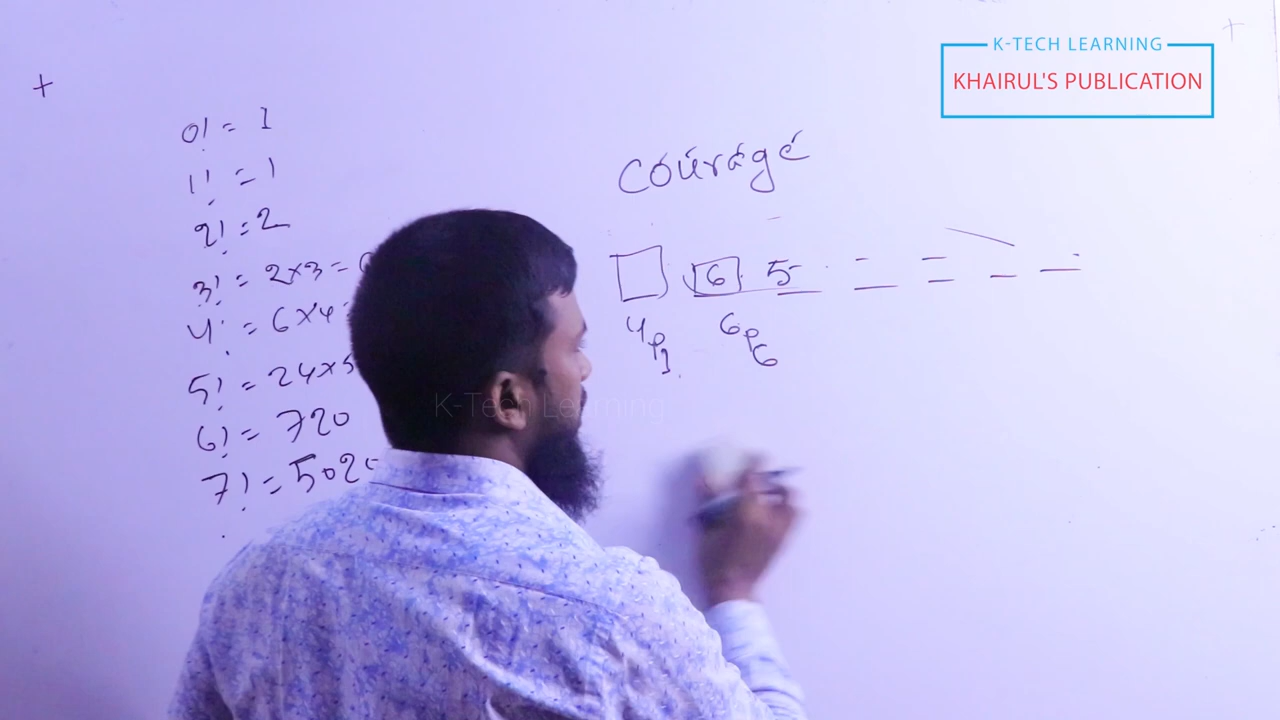 K-TECH LEARNING
KHAIRUL'S PUBLICATION
0! = 1
1! = 1
2! = 2
3! = 2×3 =
4! = 6×4
5! = 24×5
6! = 720
7! = 502
courage
6 5
4P1 6P6
K-Tech Learning